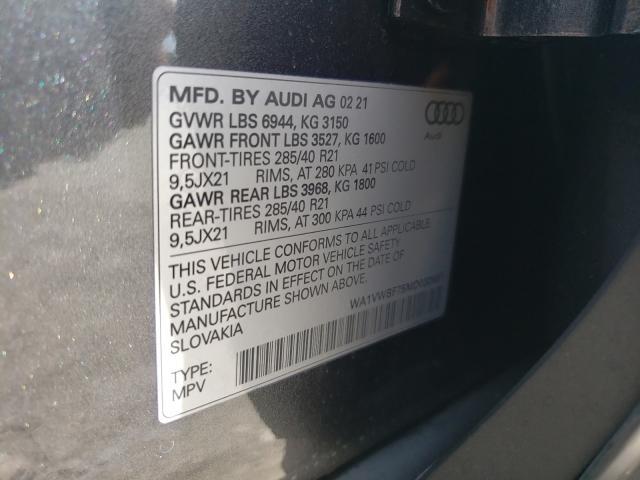 MFD. BY AUDI AG 02 21
GVWR LBS 6944, KG 3150
GAWR FRONT LBS 3527, KG 1600
FRONT-TIRES 285/40 R21
9,5JX21 RIMS, AT 280 KPA 41 PSI COLD
GAWR REAR LBS 3968, KG 1800
REAR-TIRES 285/40 R21
9,5JX21 RIMS, AT 300 KPA 44 PSI COLD
Audi
THIS VEHICLE CONFORMS TO ALL APPLICABLE
U.S. FEDERAL MOTOR VEHICLE SAFETY
STANDARDS IN EFFECT ON THE DATE OF
MANUFACTURE SHOWN ABOVE.
SLOVAKIA
TYPE:
MPV